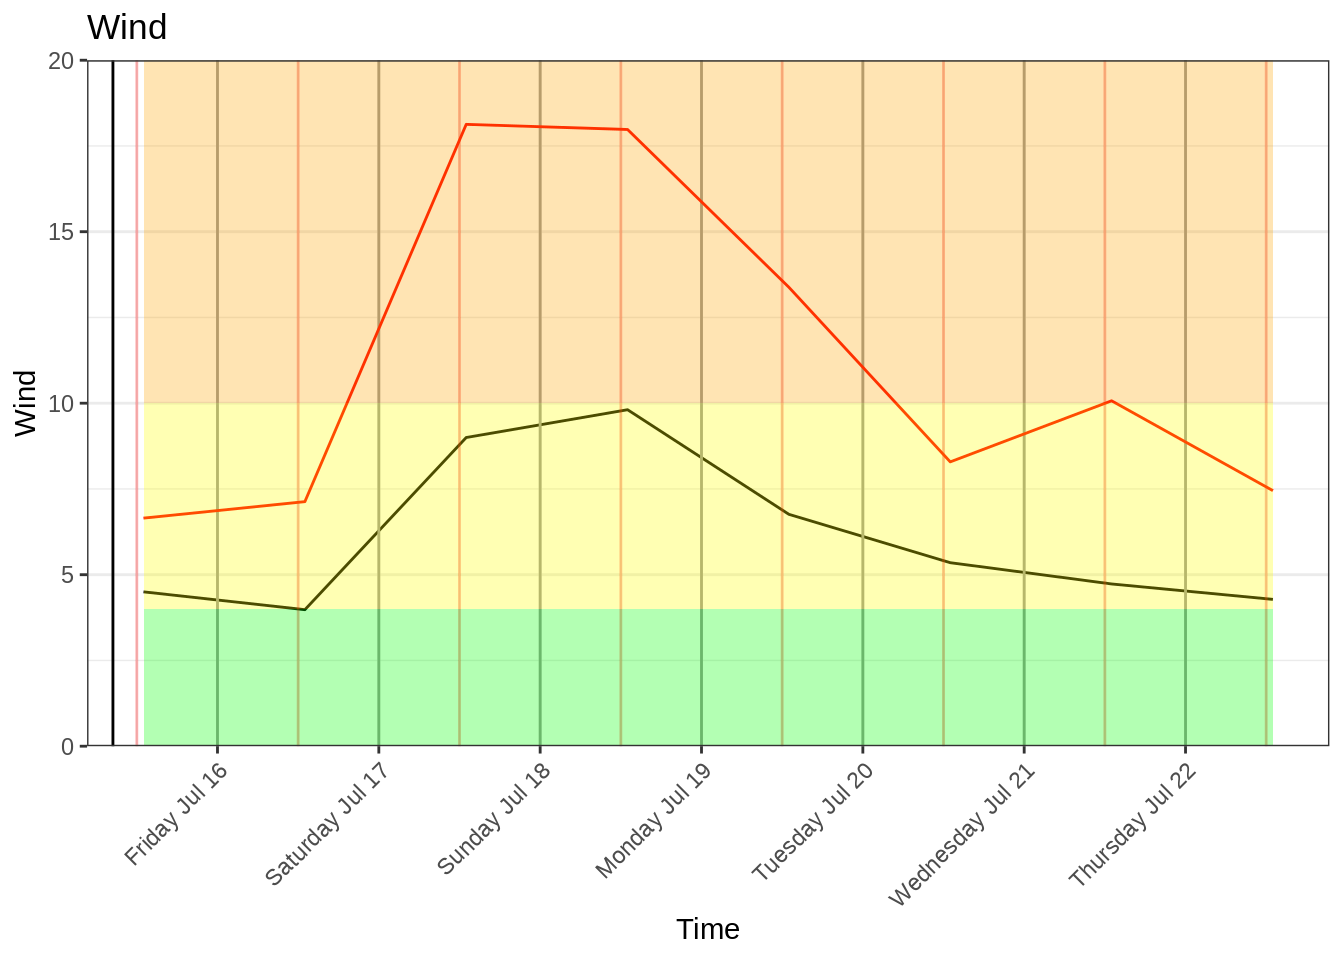 Wind
20
15
10
5
0
Wind
Friday Jul 16
Saturday Jul 17
Sunday Jul 18
Monday Jul 19
Tuesday Jul 20
Wednesday Jul 21
Thursday Jul 22
Time